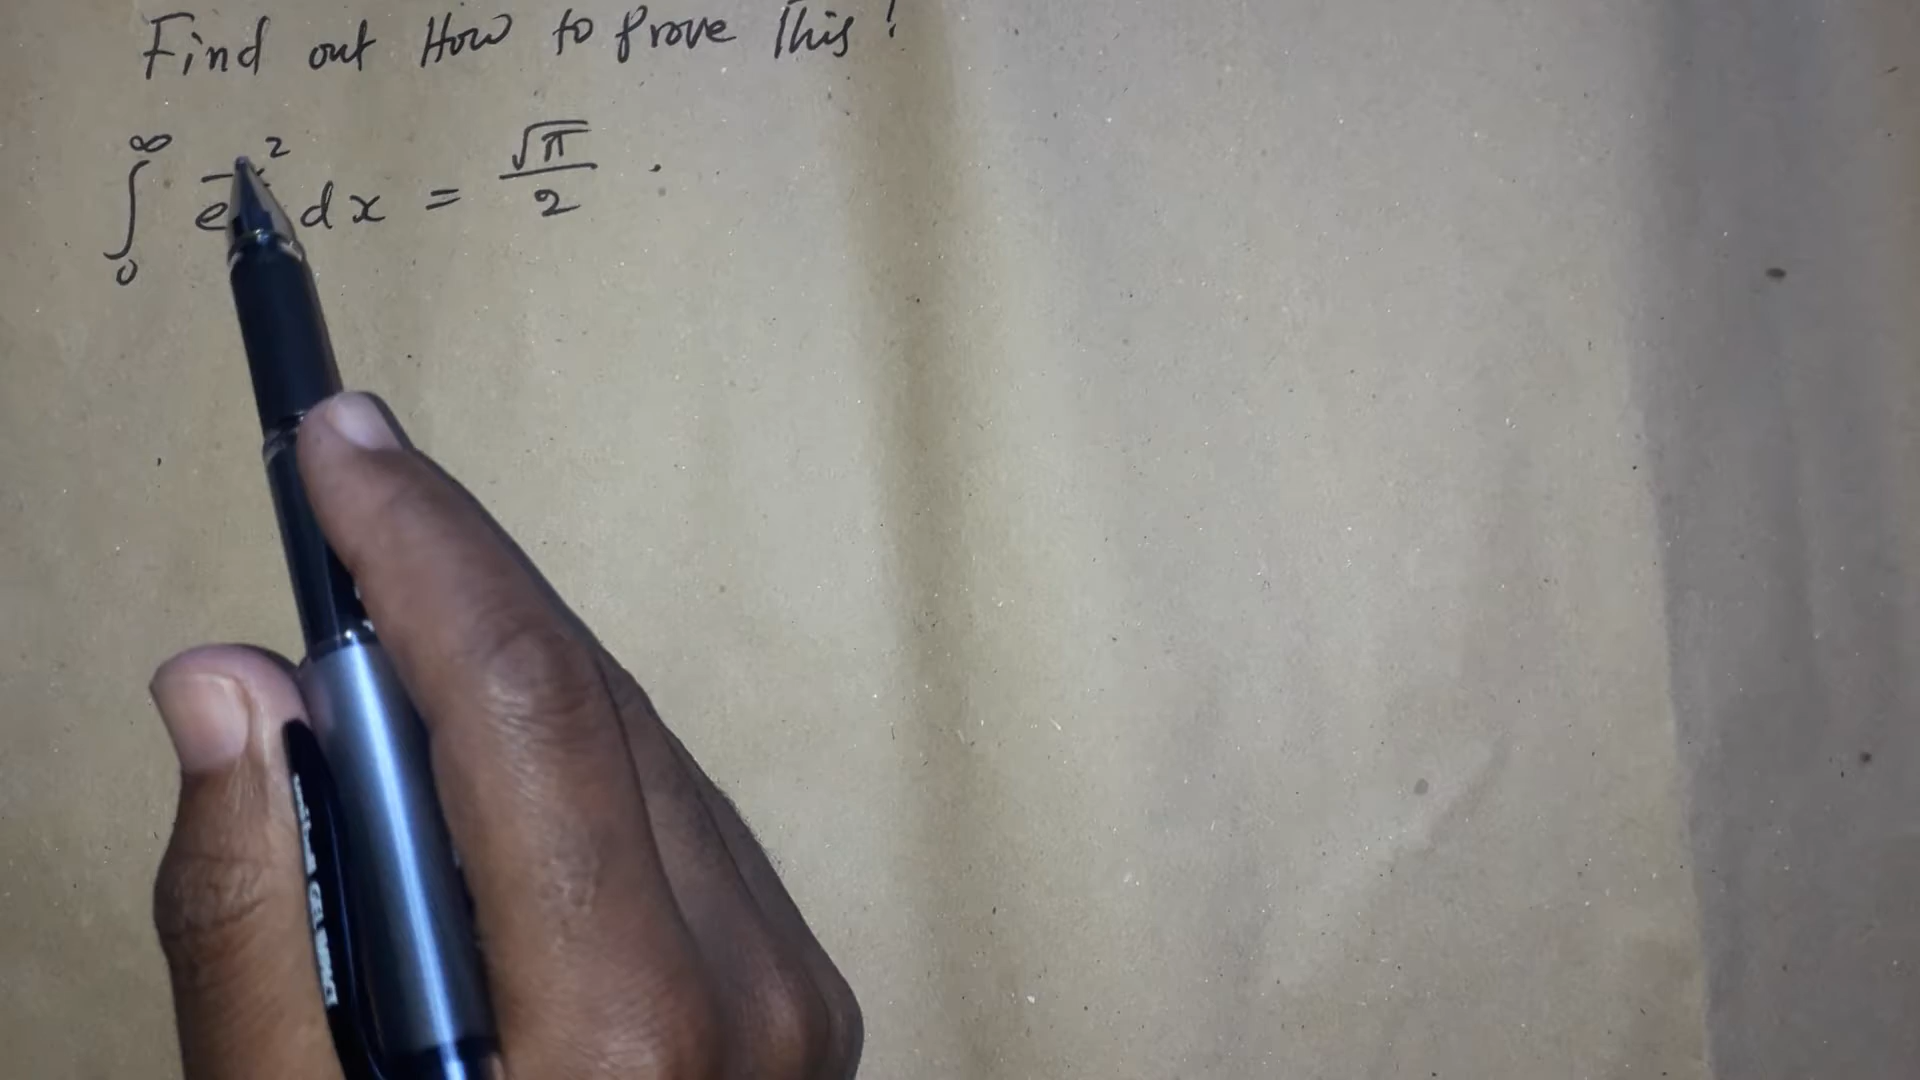 Find out How to prove This!
∫₀^∞ e^-x² dx = √π / 2 .